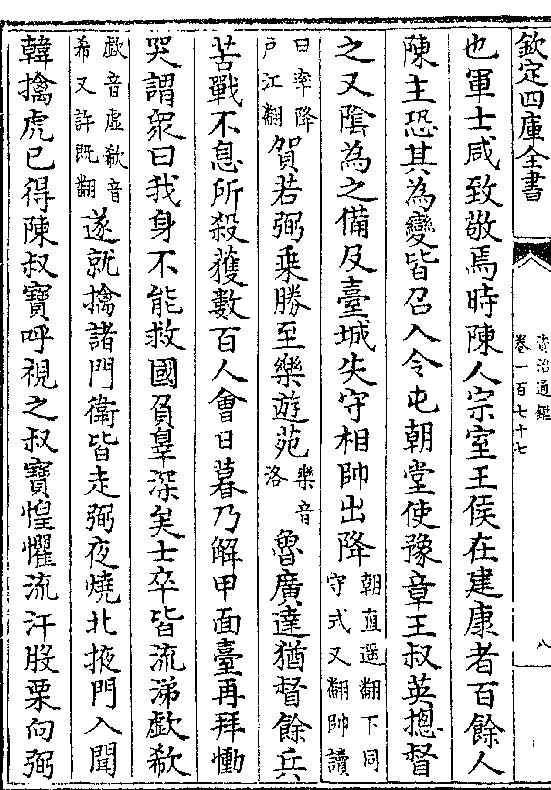 欽定四庫全書
資治通鑑
卷一百七十七
八
也軍士咸致敬焉時陳人宗室王侯在建康者百餘人
陳主恐其為變皆召入令屯朝堂使豫章王叔英摠督
之又陰為之備及臺城失守相帥出降朝直遥翻下同守式又翻帥讀
曰率降户江翻賀若弼乗勝至樂遊苑樂音洛魯廣達猶督餘兵
苦戰不息所殺獲數百人會日暮乃解甲面臺再拜慟
哭謂衆曰我身不能救國負辠深矣士卒皆流涕歔欷
歔音虛欷音希又許既翻遂就擒諸門衛皆走弼夜燒北掖門入聞
韓擒虎已得陳叔寶呼視之叔寶惶懼流汗股栗向弼